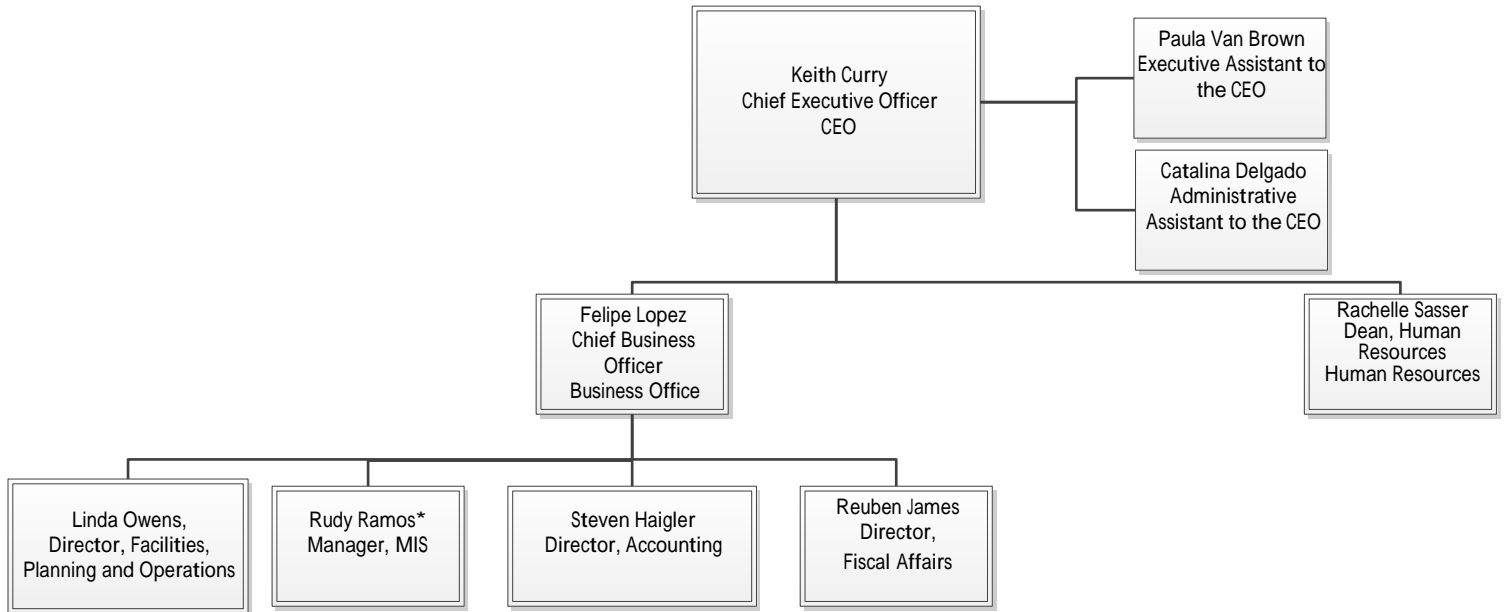 Keith Curry
Chief Executive Officer
CEO
Paula Van Brown
Executive Assistant to
the CEO
Catalina Delgado
Administrative
Assistant to the CEO
Felipe Lopez
Chief Business
Officer
Business Office
Rachelle Sasser
Dean, Human
Resources
Human Resources
Linda Owens,
Director, Facilities,
Planning and Operations
Rudy Ramos*
Manager, MIS
Steven Haigler
Director, Accounting
Reuben James
Director,
Fiscal Affairs